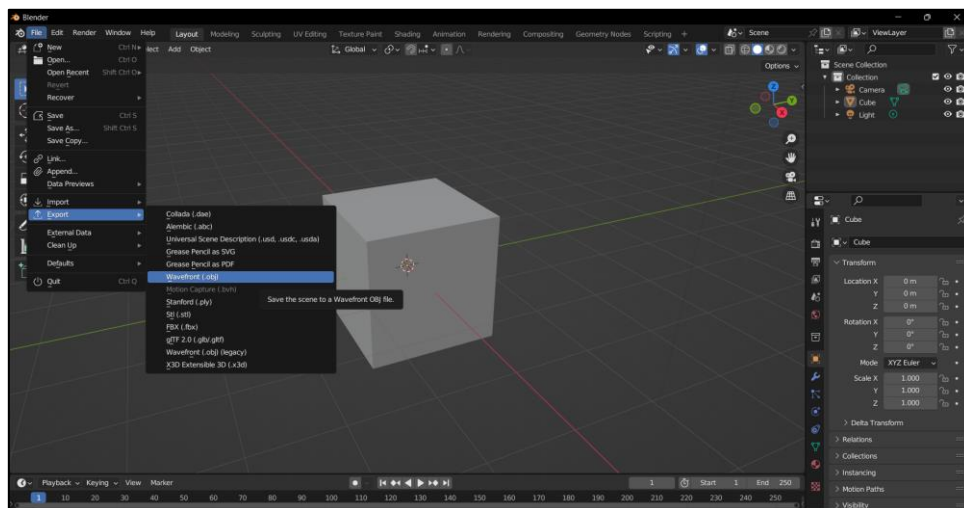 Blender
File Edit Render Window Help Layout Modeling Sculpting UV Editing Texture Paint Shading Animation Rendering Compositing Geometry Nodes Scripting + Scene ViewLayer
New Ctrl N
Open... Ctrl O
Open Recent Shift Ctrl O
Revert
Recover
Save Ctrl S
Save As... Shift Ctrl S
Save Copy...
Link...
Append...
Data Previews
Import
Export
External Data
Clean Up
Defaults
Quit Ctrl Q
Add Object Global
Options
Collada (.dae)
Alembic (.abc)
Universal Scene Description (.usd, .usdc, .usda)
Grease Pencil as SVG
Grease Pencil as PDF
Wavefront (.obj)
Motion Capture (.bvh)
Stanford (.ply)
Stl (.stl)
FBX (.fbx)
glTF 2.0 (.glb/.gltf)
Wavefront (.obj) (legacy)
X3D Extensible 3D (.x3d)
Save the scene to a Wavefront OBJ file.
Scene Collection
Collection
Camera
Cube
Light
Cube
Cube
Transform
Location X 0 m
Y 0 m
Z 0 m
Rotation X 0°
Y 0°
Z 0°
Mode XYZ Euler
Scale X 1.000
Y 1.000
Z 1.000
Delta Transform
Relations
Collections
Instancing
Motion Paths
Visibility
Playback Keying View Marker 1 Start 1 End 250
1 10 20 30 40 50 60 70 80 90 100 110 120 130 140 150 160 170 180 190 200 210 220 230 240 250